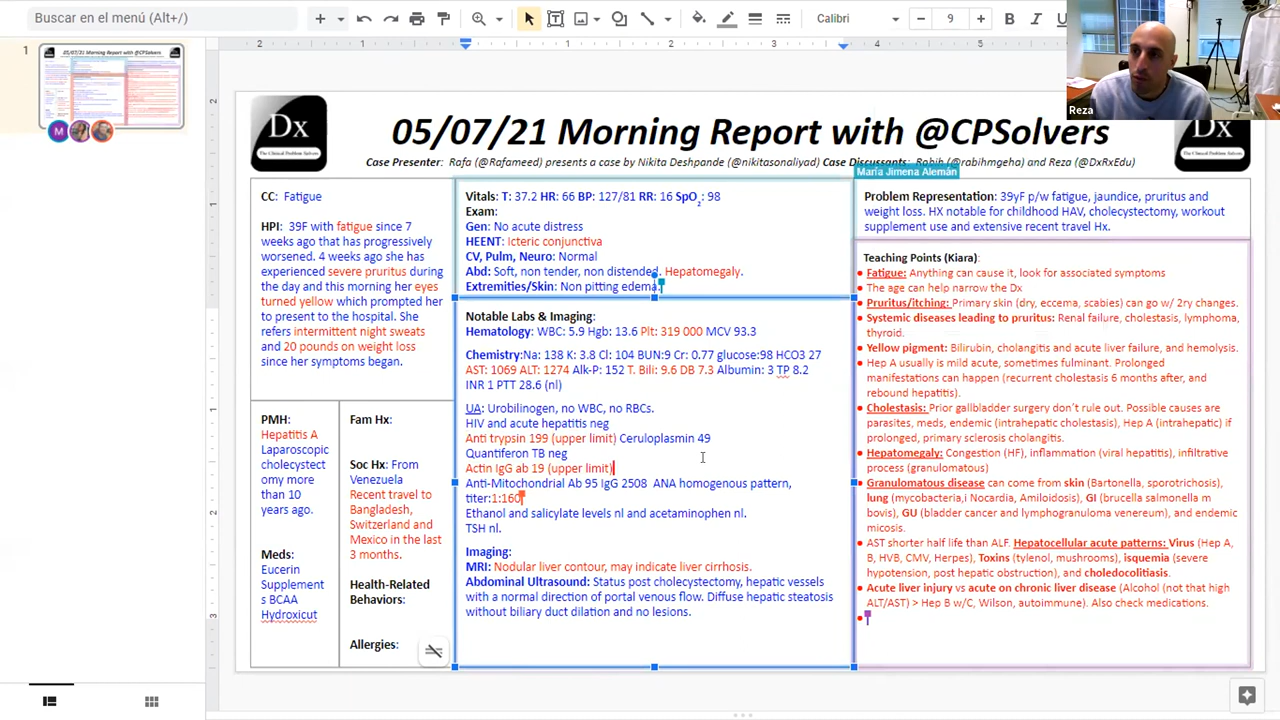 Buscar en el menú (Alt+/)
Calibri
9
B
I
U
2
1
1
2
4
5
1
Reza
Dx
The Clinical Problem Solvers
05/07/21 Morning Report with @CPSolvers
Case Presenter: Rafa (@Rafameed) presents a case by Nikita Deshpande (@nikitasonaliyad) Case Discussants: Rabih (@rabihmgeha) and Reza (@DxRxEdu)
Dx
The Clinical Problem Solvers
María Jimena Alemán
CC: Fatigue
HPI: 39F with fatigue since 7
weeks ago that has progressively
worsened. 4 weeks ago she has
experienced severe pruritus during
the day and this morning her eyes
turned yellow which prompted her
to present to the hospital. She
refers intermittent night sweats
and 20 pounds on weight loss
since her symptoms began.
PMH:
Hepatitis A
Laparoscopic
cholecystect
omy more
than 10
years ago.
Meds:
Eucerin
Supplement
s BCAA
Hydroxicut
Fam Hx:
Soc Hx: From
Venezuela
Recent travel to
Bangladesh,
Switzerland and
Mexico in the last
3 months.
Health-Related
Behaviors:
Allergies:
Vitals: T: 37.2 HR: 66 BP: 127/81 RR: 16 SpO2: 98
Exam:
Gen: No acute distress
HEENT: Icteric conjunctiva
CV, Pulm, Neuro: Normal
Abd: Soft, non tender, non distended. Hepatomegaly.
Extremities/Skin: Non pitting edema.
Notable Labs & Imaging:
Hematology: WBC: 5.9 Hgb: 13.6 Plt: 319 000 MCV 93.3
Chemistry:Na: 138 K: 3.8 Cl: 104 BUN:9 Cr: 0.77 glucose:98 HCO3 27
AST: 1069 ALT: 1274 Alk-P: 152 T. Bili: 9.6 DB 7.3 Albumin: 3 TP 8.2
INR 1 PTT 28.6 (nl)
UA: Urobilinogen, no WBC, no RBCs.
HIV and acute hepatitis neg
Anti trypsin 199 (upper limit) Ceruloplasmin 49
Quantiferon TB neg
Actin IgG ab 19 (upper limit)
Anti-Mitochondrial Ab 95 IgG 2508 ANA homogenous pattern,
titer:1:160
Ethanol and salicylate levels nl and acetaminophen nl.
TSH nl.
Imaging:
MRI: Nodular liver contour, may indicate liver cirrhosis.
Abdominal Ultrasound: Status post cholecystectomy, hepatic vessels
with a normal direction of portal venous flow. Diffuse hepatic steatosis
without biliary duct dilation and no lesions.
Problem Representation: 39yF p/w fatigue, jaundice, pruritus and
weight loss. HX notable for childhood HAV, cholecystectomy, workout
supplement use and extensive recent travel Hx.
Teaching Points (Kiara):
Fatigue: Anything can cause it, look for associated symptoms
The age can help narrow the Dx
Pruritus/itching: Primary skin (dry, eccema, scabies) can go w/ 2ry changes.
Systemic diseases leading to pruritus: Renal failure, cholestasis, lymphoma,
thyroid.
Yellow pigment: Bilirubin, cholangitis and acute liver failure, and hemolysis.
Hep A usually is mild acute, sometimes fulminant. Prolonged
manifestations can happen (recurrent cholestasis 6 months after, and
rebound hepatitis).
Cholestasis: Prior gallbladder surgery don't rule out. Possible causes are
parasites, meds, endemic (intrahepatic cholestasis), Hep A (intrahepatic) if
prolonged, primary sclerosis cholangitis.
Hepatomegaly: Congestion (HF), inflammation (viral hepatitis), infiltrative
process (granulomatous)
Granulomatous disease can come from skin (Bartonella, sporotrichosis),
lung (mycobacteria,i Nocardia, Amiloidosis), GI (brucella salmonella m
bovis), GU (bladder cancer and lymphogranuloma venereum), and endemic
micosis.
AST shorter half life than ALF. Hepatocellular acute patterns: Virus (Hep A,
B, HVB, CMV, Herpes), Toxins (tylenol, mushrooms), isquemia (severe
hypotension, post hepatic obstruction), and choledocolitiasis.
Acute liver injury vs acute on chronic liver disease (Alcohol (not that high
ALT/AST) > Hep B w/C, Wilson, autoimmune). Also check medications.